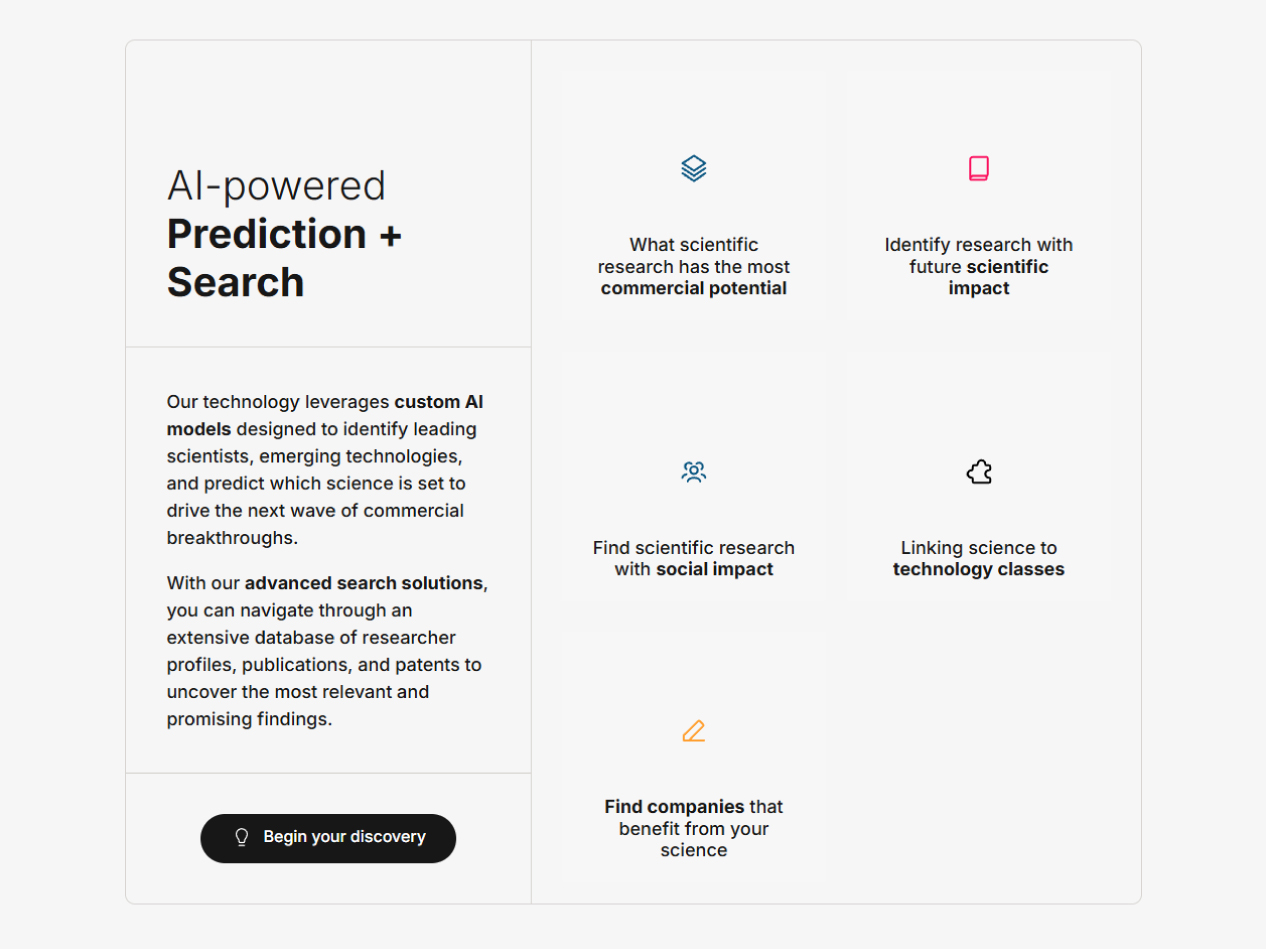 AI-powered
Prediction +
Search
Our technology leverages custom AI
models designed to identify leading
scientists, emerging technologies,
and predict which science is set to
drive the next wave of commercial
breakthroughs.
With our advanced search solutions,
you can navigate through an
extensive database of researcher
profiles, publications, and patents to
uncover the most relevant and
promising findings.
Begin your discovery
What scientific
research has the most
commercial potential
Identify research with
future scientific
impact
Find scientific research
with social impact
Linking science to
technology classes
Find companies that
benefit from your
science